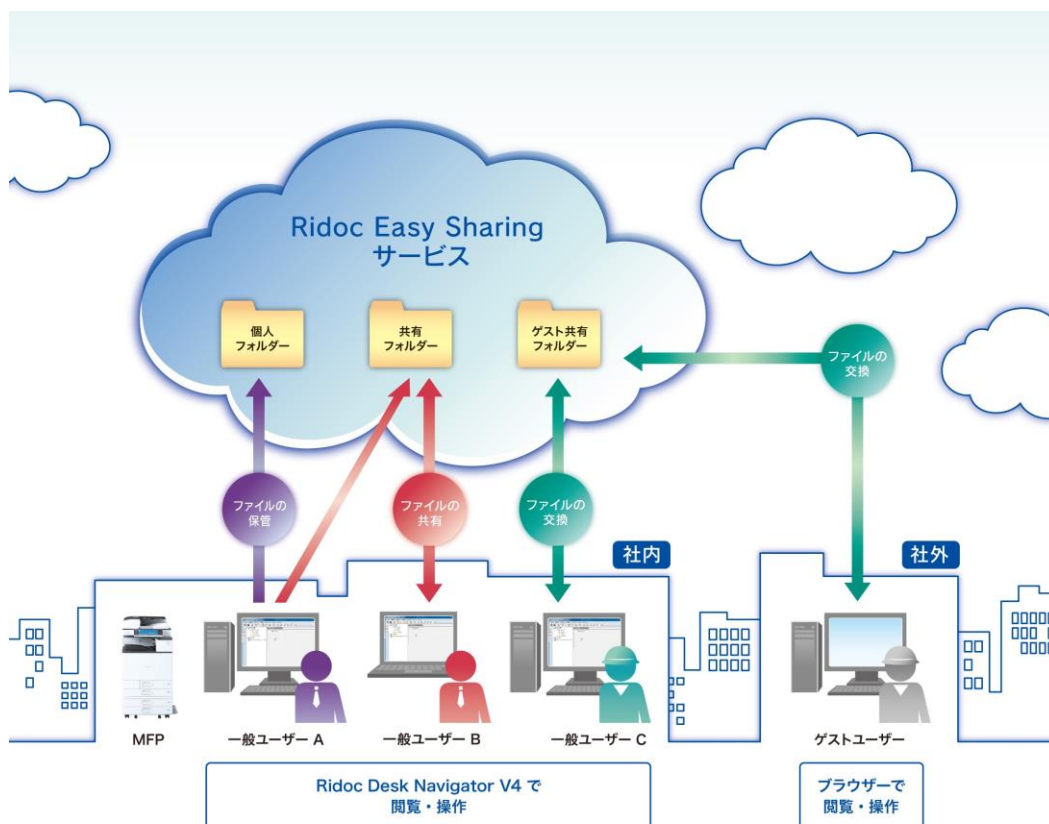 Ridoc Easy Sharing
サービス
個人
フォルダー
共有
フォルダー
ゲスト共有
フォルダー
ファイルの
交換
ファイルの
保管
ファイルの
共有
ファイルの
交換
社内
社外
MFP
一般ユーザー A
一般ユーザー B
一般ユーザー C
ゲストユーザー
Ridoc Desk Navigator V4 で
閲覧・操作
ブラウザーで
閲覧・操作